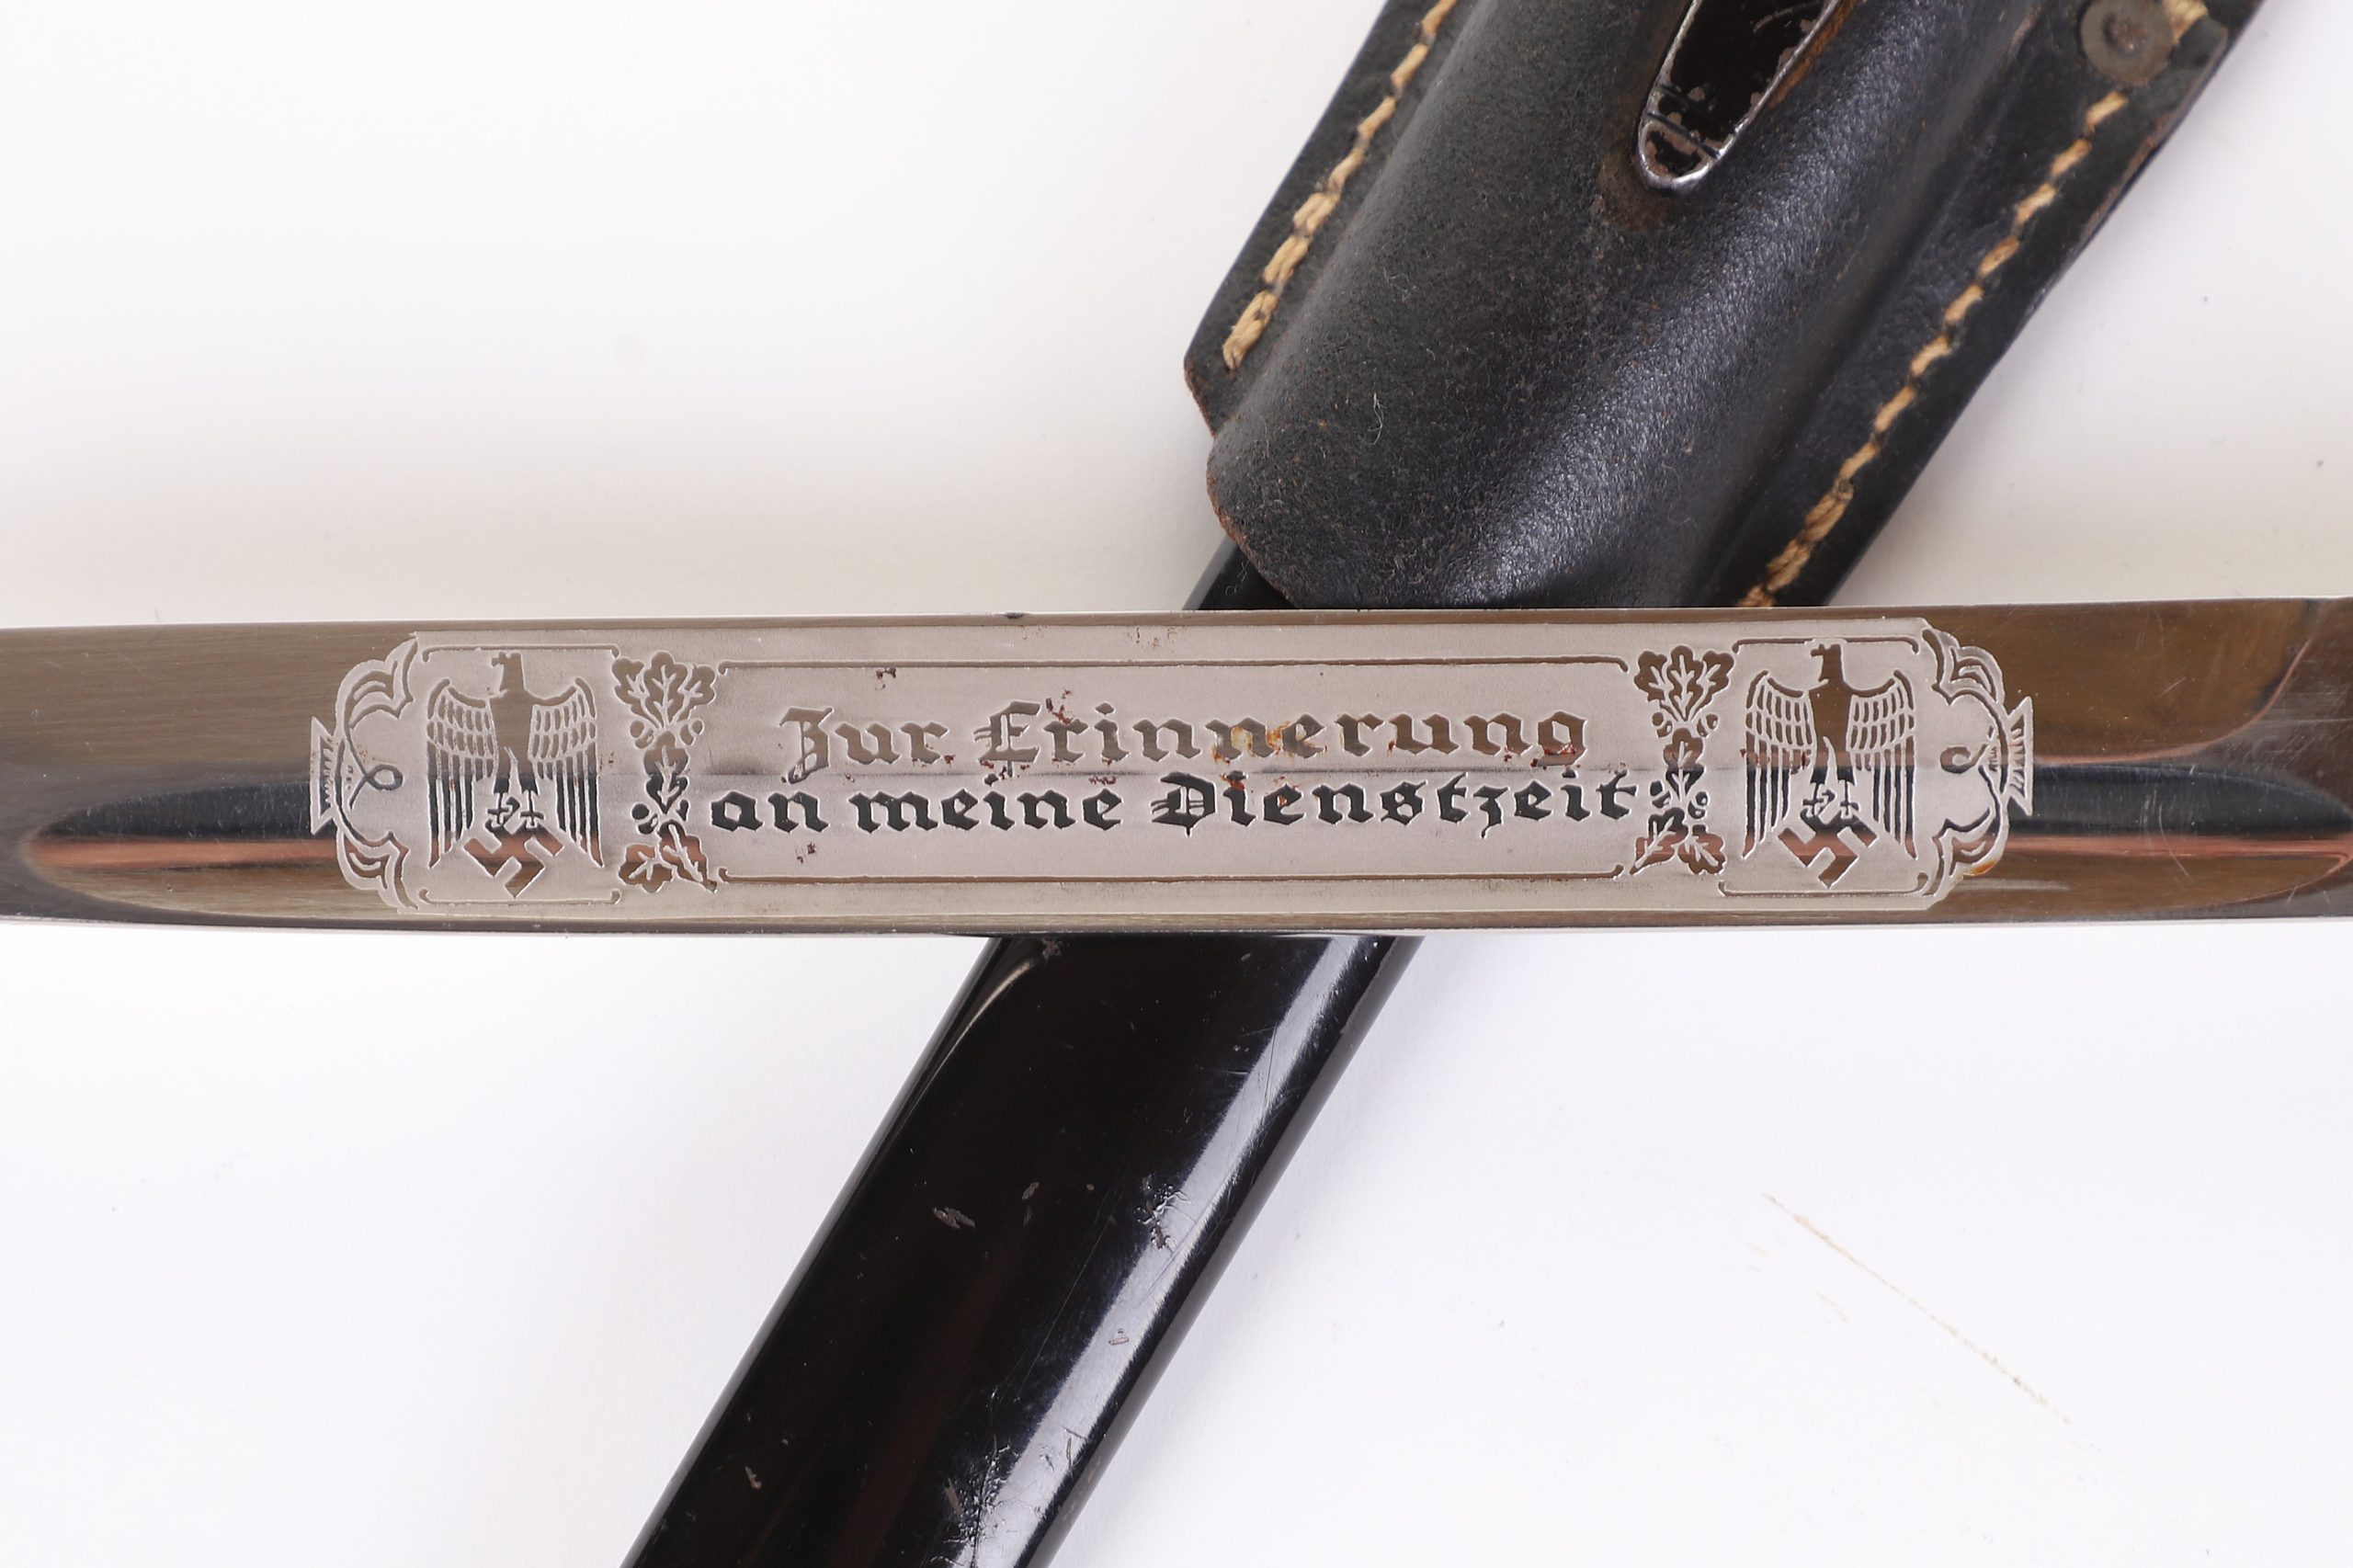 Zur Erinnerung
an meine Dienstzeit